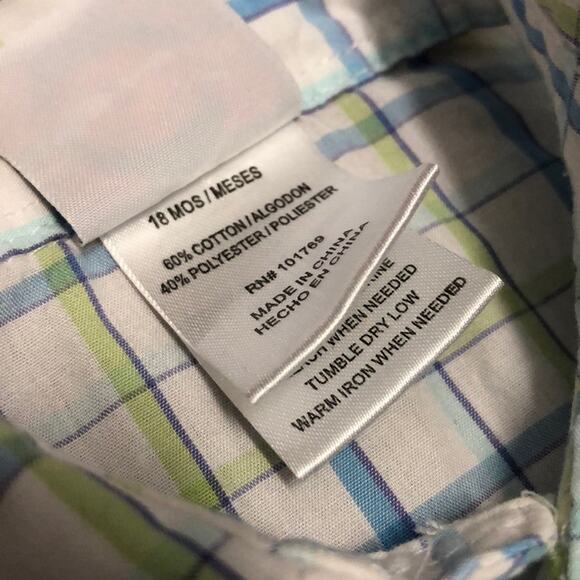 18 MOS / MESES
60% COTTON / ALGODON
40% POLYESTER / POLIESTER
RN# 101769
MADE IN CHINA
HECHO EN CHINA
WHEN NEEDED
TUMBLE DRY LOW
WARM IRON WHEN NEEDED